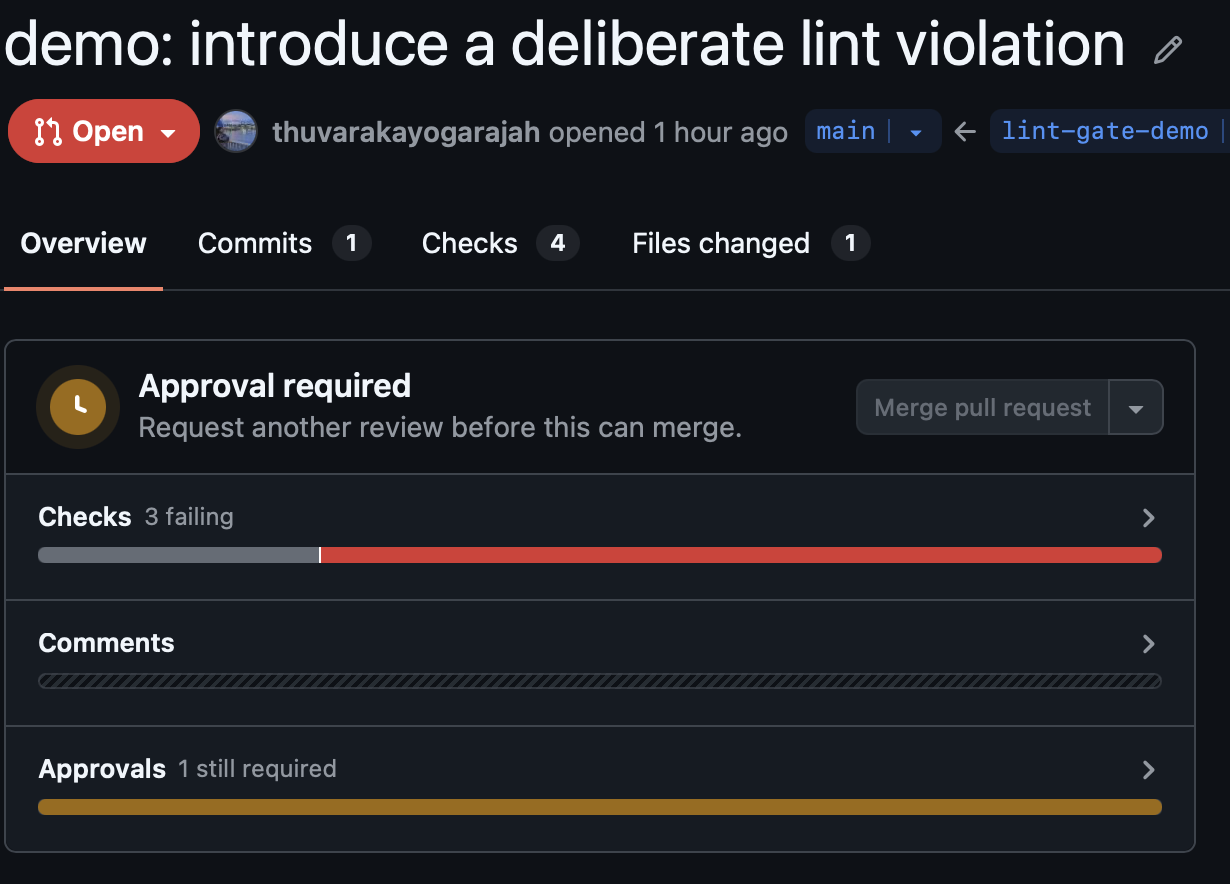 demo: introduce a deliberate lint violation
Open thuvarakayogarajah opened 1 hour ago main ← lint-gate-demo
Overview Commits 1 Checks 4 Files changed 1
Approval required
Request another review before this can merge.
Merge pull request
Checks 3 failing
Comments
Approvals 1 still required